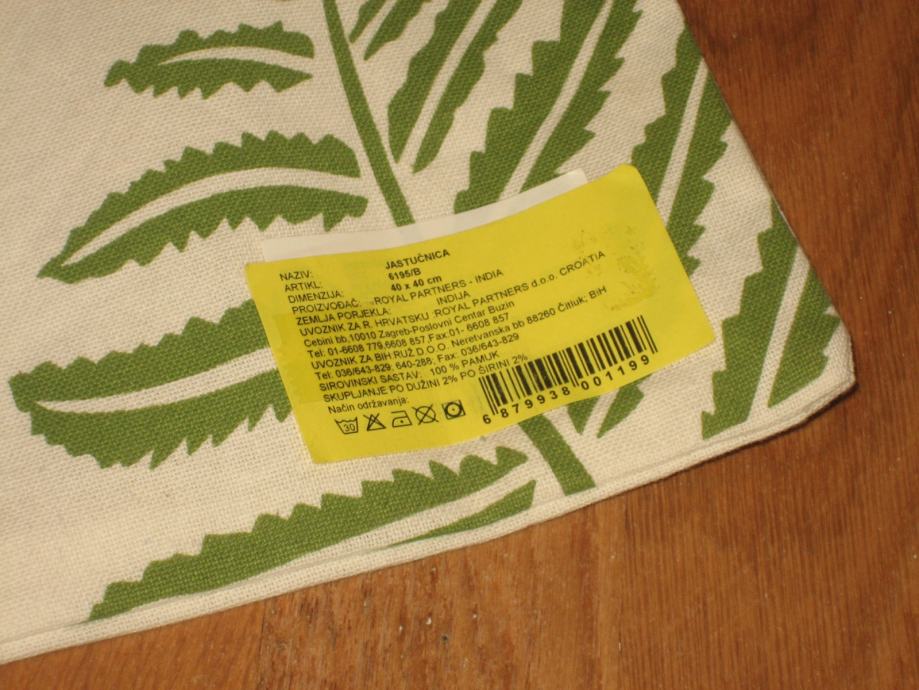 NAZIV: JASTUČNICA
ARTIKL: 6195/B
DIMENZIJA: 40 x 40 cm
PROIZVOĐAČ: ROYAL PARTNERS - INDIA
ZEMLJA PORJEKLA: INDIJA
UVOZNIK ZA R. HRVATSKU :ROYAL PARTNERS d.o.o. CROATIA
Cebini bb,10010 Zagreb-Poslovni Centar Buzin
Tel: 01-6608 779,6608 857,Fax:01- 6608 857
UVOZNIK ZA BIH RUŽ,D.O.O. Neretvanska bb 88260 Čitluk; BiH
Tel. 036/643-829, 640-288, Fax: 036/643-829
SIROVINSKI SASTAV: 100 % PAMUK
SKUPLJANJE PO DUŽINI 2% PO ŠIRINI 2%
Način održavanja:
30
6 879938 001199